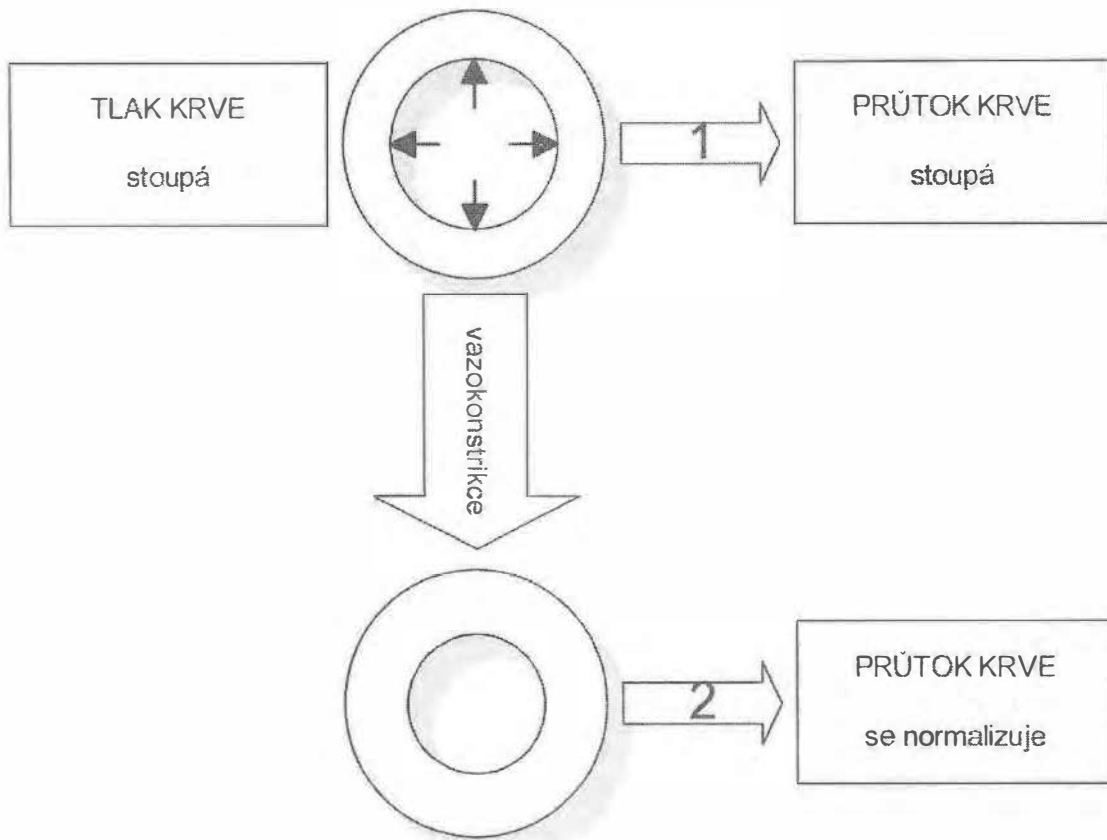 TLAK KRVE
stoupá
1
PRŮTOK KRVE
stoupá
vazokonstrikce
2
PRŮTOK KRVE
se normalizuje